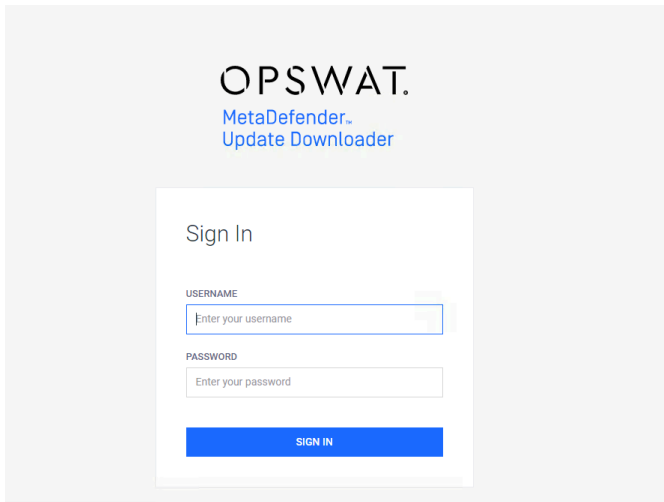 OPSWAT.
MetaDefender™
Update Downloader
Sign In
USERNAME
Enter your username
PASSWORD
Enter your password
SIGN IN